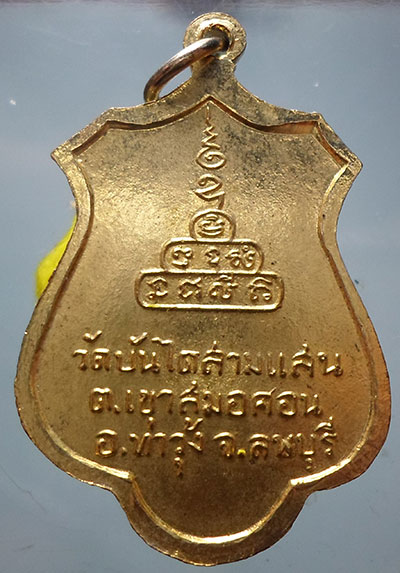 วัดบันไดสามแสน
ต.เขาสมอคอน
อ.ท่าวุ้ง จ.ลพบุรี